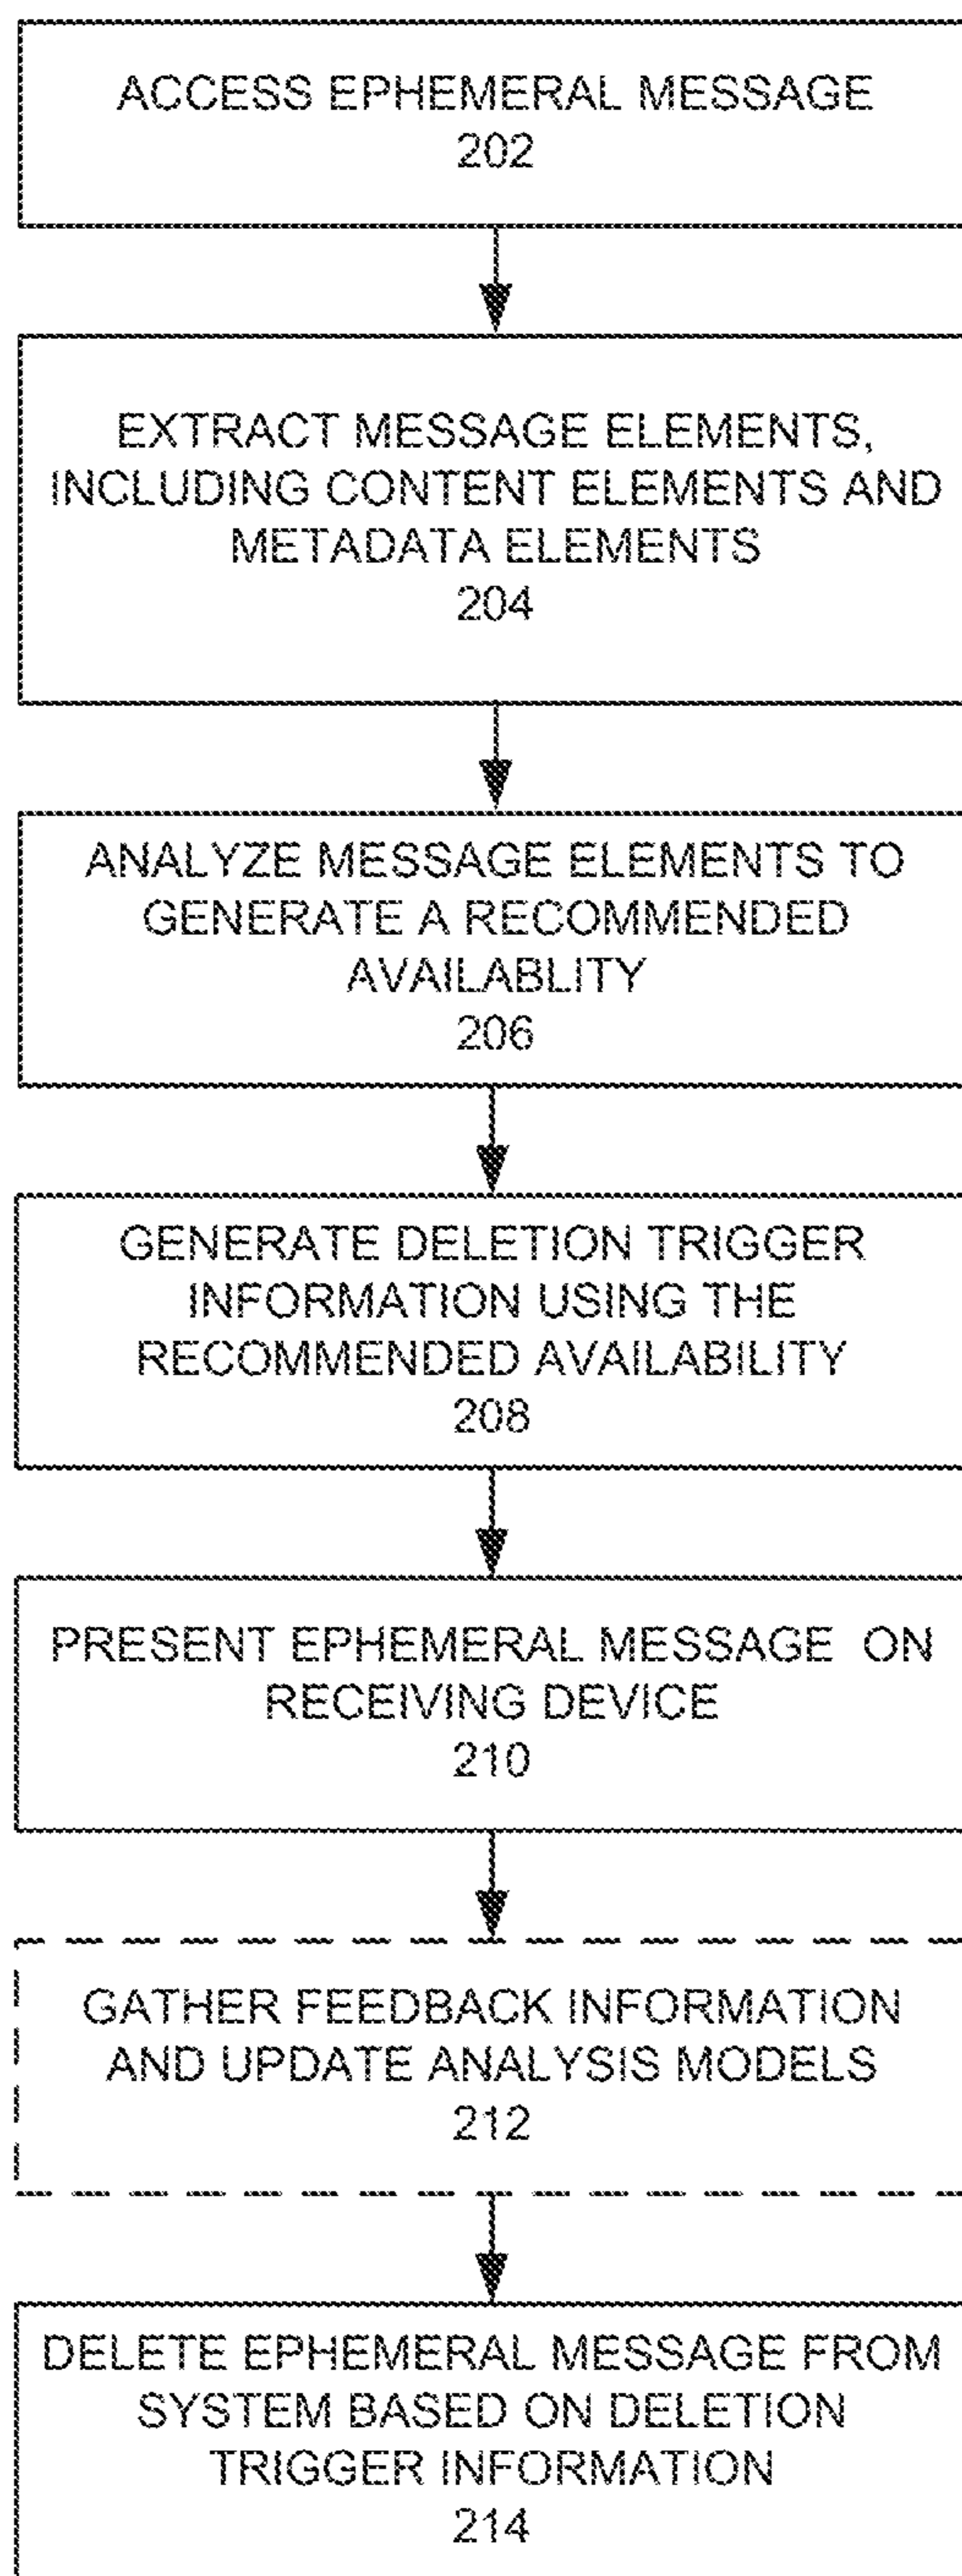 ACCESS EPHEMERAL MESSAGE
202
EXTRACT MESSAGE ELEMENTS,
INCLUDING CONTENT ELEMENTS AND
METADATA ELEMENTS
204
ANALYZE MESSAGE ELEMENTS TO
GENERATE A RECOMMENDED
AVAILABLITY
206
GENERATE DELETION TRIGGER
INFORMATION USING THE
RECOMMENDED AVAILABILITY
208
PRESENT EPHEMERAL MESSAGE ON
RECEIVING DEVICE
210
GATHER FEEDBACK INFORMATION
AND UPDATE ANALYSIS MODELS
212
DELETE EPHEMERAL MESSAGE FROM
SYSTEM BASED ON DELETION
TRIGGER INFORMATION
214